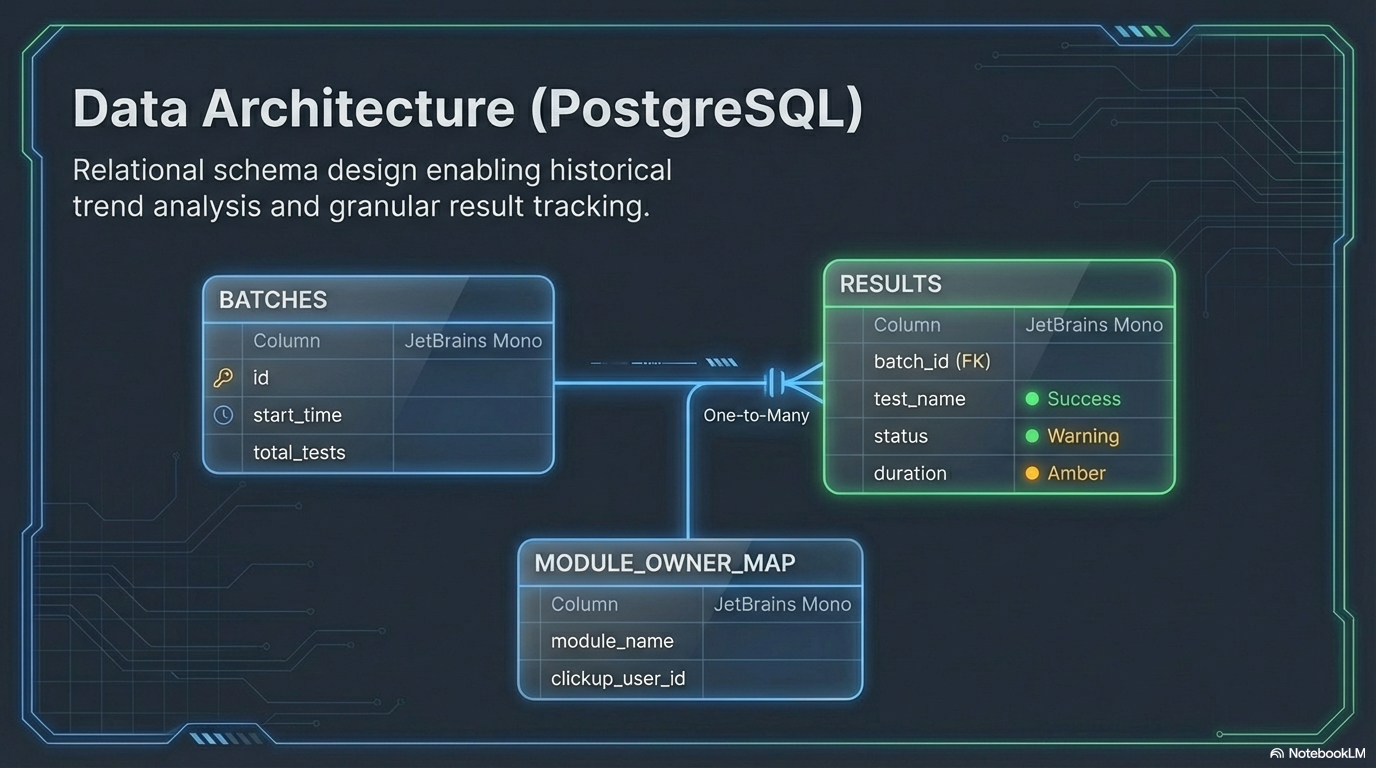 Data Architecture (PostgreSQL)
Relational schema design enabling historical
trend analysis and granular result tracking.
BATCHES
Column JetBrains Mono
id
start_time
total_tests
One-to-Many
RESULTS
Column JetBrains Mono
batch_id (FK)
test_name Success
status Warning
duration Amber
MODULE_OWNER_MAP
Column JetBrains Mono
module_name
clickup_user_id
NotebookLM